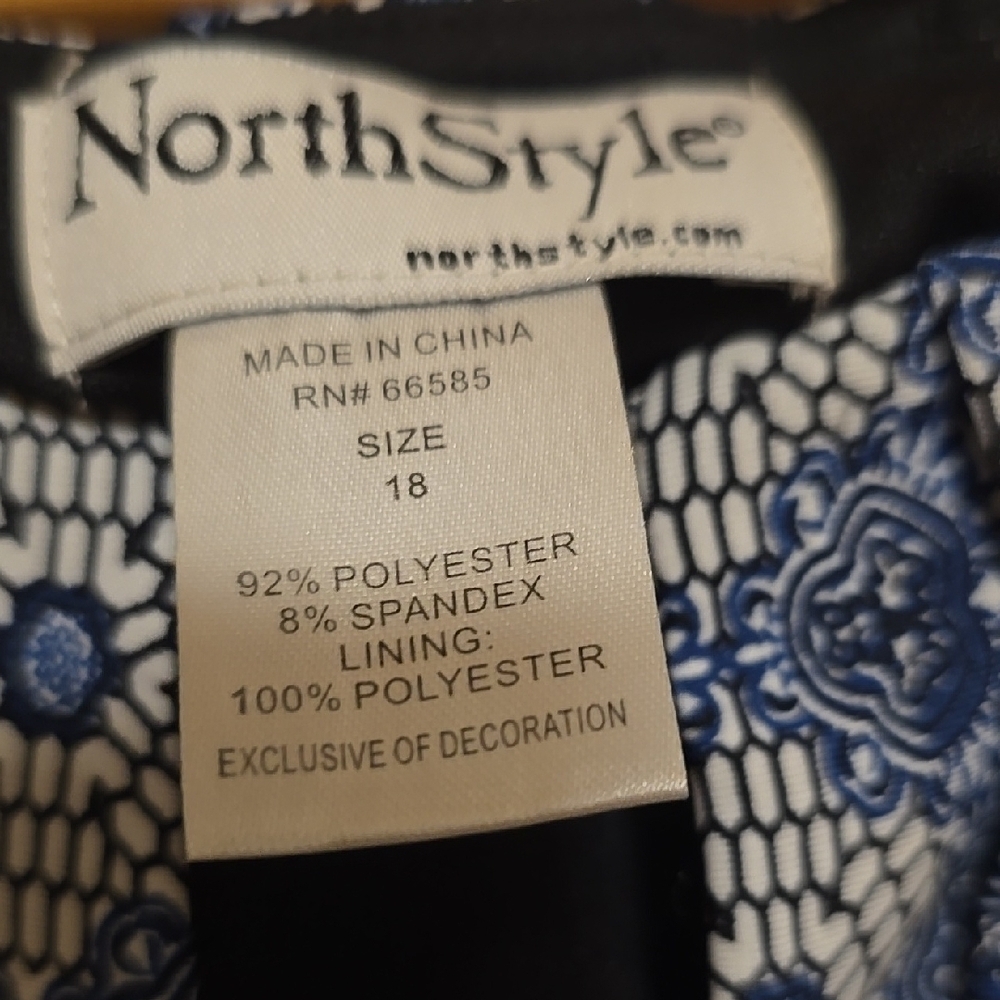 NorthStyle®
northstyle.com
MADE IN CHINA
RN# 66585
SIZE
18
92% POLYESTER
8% SPANDEX
LINING:
100% POLYESTER
EXCLUSIVE OF DECORATION